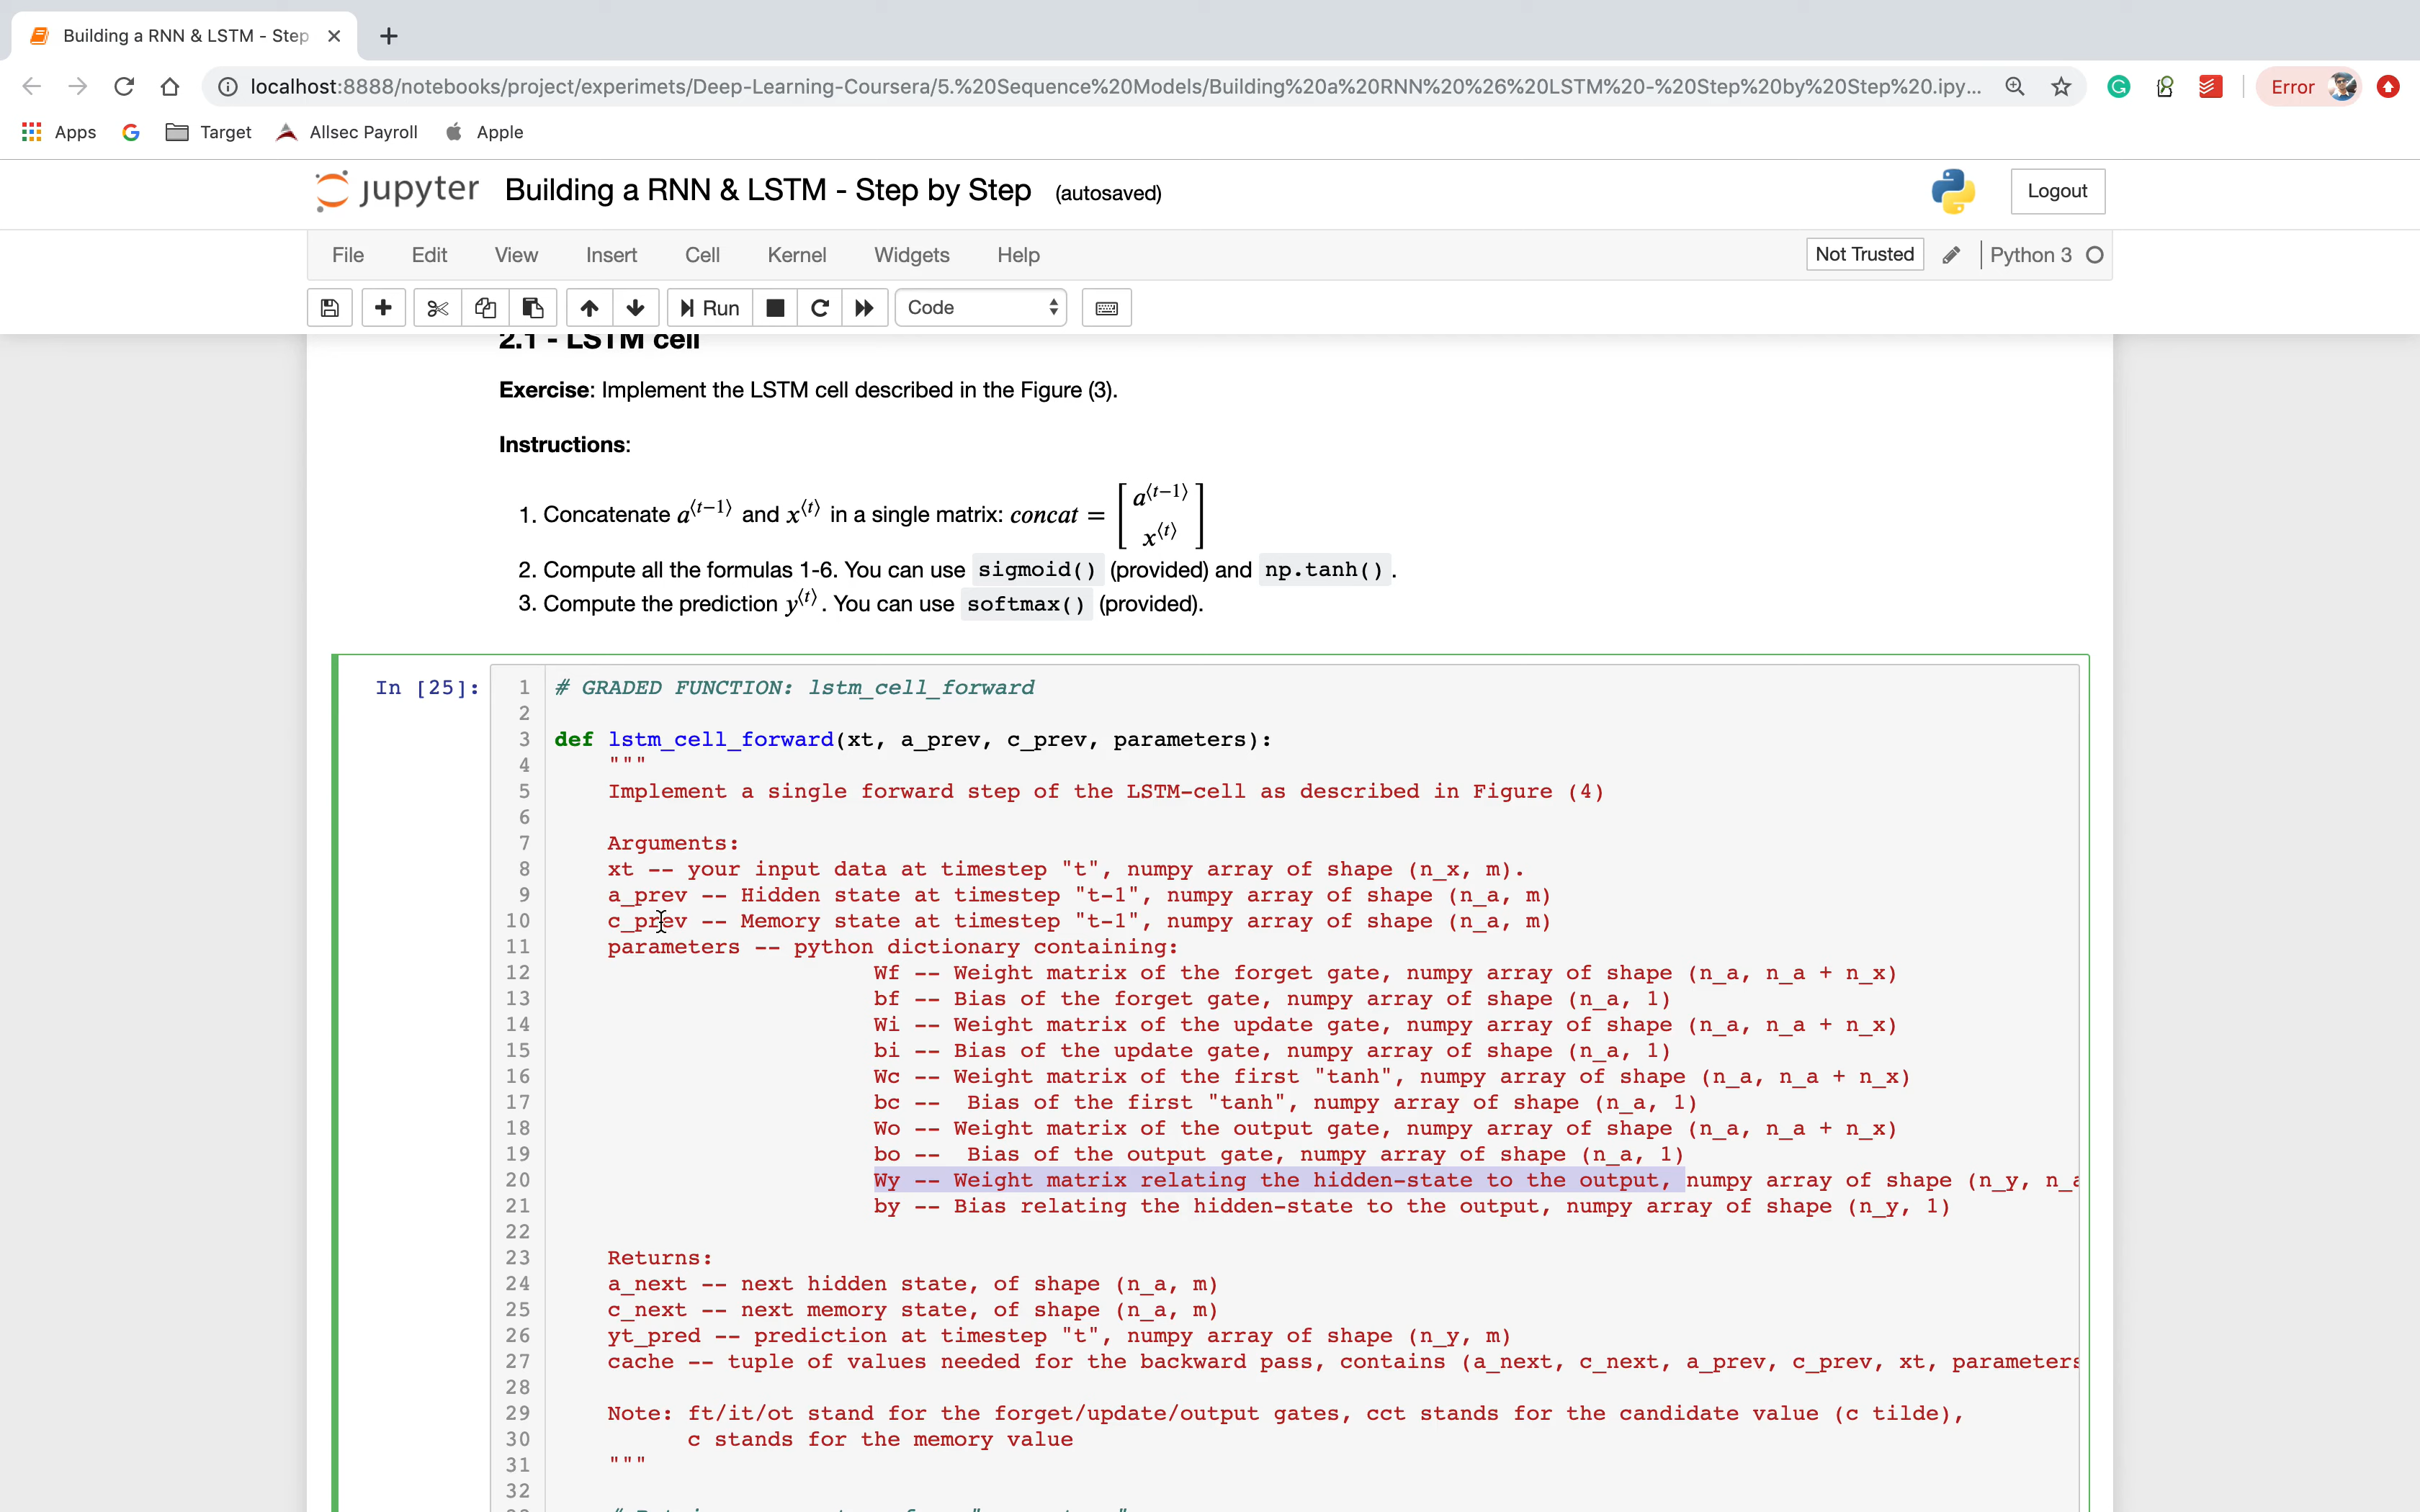 Building a RNN & LSTM - Step
localhost:8888/notebooks/project/experimets/Deep-Learning-Coursera/5.%20Sequence%20Models/Building%20a%20RNN%20%26%20LSTM%20-%20Step%20by%20Step%20.ipy...
Error
Apps
Target
Allsec Payroll
Apple
jupyter Building a RNN & LSTM - Step by Step (autosaved)
Logout
File Edit View Insert Cell Kernel Widgets Help
Not Trusted
Python 3
Run
Code
2.1 - LSTM cell
Exercise: Implement the LSTM cell described in the Figure (3).
Instructions:
1. Concatenate a⟨t−1⟩ and x⟨t⟩ in a single matrix: concat = [a⟨t−1⟩ x⟨t⟩]
2. Compute all the formulas 1-6. You can use sigmoid() (provided) and np.tanh().
3. Compute the prediction y⟨t⟩. You can use softmax() (provided).
In [25]:
1 # GRADED FUNCTION: lstm_cell_forward
2
3 def lstm_cell_forward(xt, a_prev, c_prev, parameters):
4 """
5 Implement a single forward step of the LSTM-cell as described in Figure (4)
6
7 Arguments:
8 xt -- your input data at timestep "t", numpy array of shape (n_x, m).
9 a_prev -- Hidden state at timestep "t-1", numpy array of shape (n_a, m)
10 c_prev -- Memory state at timestep "t-1", numpy array of shape (n_a, m)
11 parameters -- python dictionary containing:
12 Wf -- Weight matrix of the forget gate, numpy array of shape (n_a, n_a + n_x)
13 bf -- Bias of the forget gate, numpy array of shape (n_a, 1)
14 Wi -- Weight matrix of the update gate, numpy array of shape (n_a, n_a + n_x)
15 bi -- Bias of the update gate, numpy array of shape (n_a, 1)
16 Wc -- Weight matrix of the first "tanh", numpy array of shape (n_a, n_a + n_x)
17 bc --  Bias of the first "tanh", numpy array of shape (n_a, 1)
18 Wo -- Weight matrix of the output gate, numpy array of shape (n_a, n_a + n_x)
19 bo --  Bias of the output gate, numpy array of shape (n_a, 1)
20 Wy -- Weight matrix relating the hidden-state to the output, numpy array of shape (n_y, n_a
21 by -- Bias relating the hidden-state to the output, numpy array of shape (n_y, 1)
22
23 Returns:
24 a_next -- next hidden state, of shape (n_a, m)
25 c_next -- next memory state, of shape (n_a, m)
26 yt_pred -- prediction at timestep "t", numpy array of shape (n_y, m)
27 cache -- tuple of values needed for the backward pass, contains (a_next, c_next, a_prev, c_prev, xt, parameters
28
29 Note: ft/it/ot stand for the forget/update/output gates, cct stands for the candidate value (c tilde),
30 c stands for the memory value
31 """
32